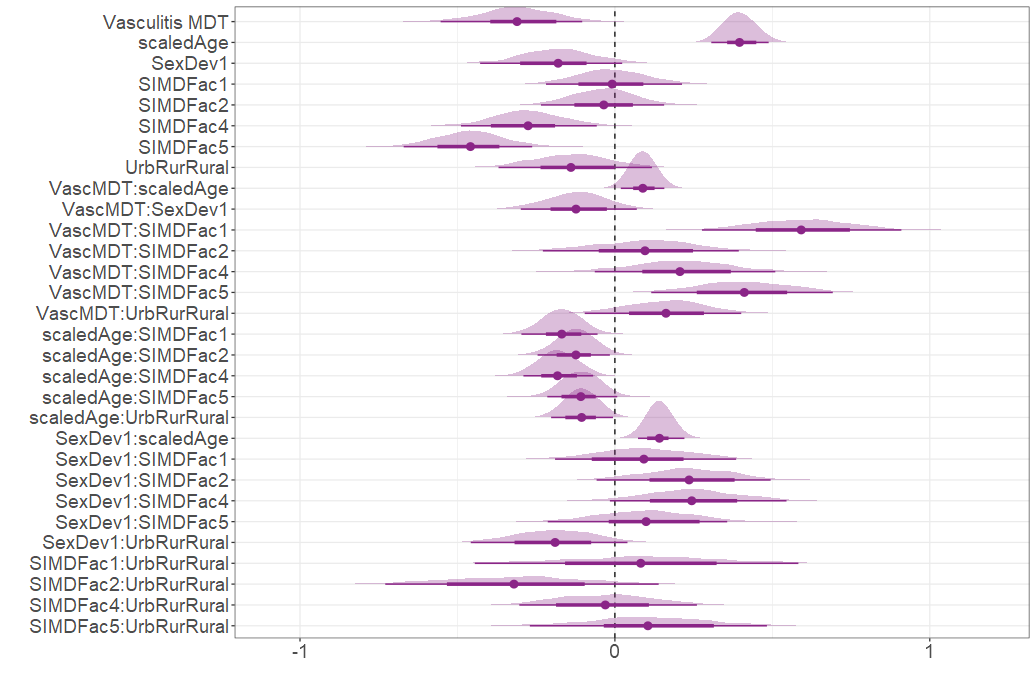 Vasculitis MDT
scaledAge
SexDev1
SIMDFac1
SIMDFac2
SIMDFac4
SIMDFac5
UrbRurRural
VascMDT:scaledAge
VascMDT:SexDev1
VascMDT:SIMDFac1
VascMDT:SIMDFac2
VascMDT:SIMDFac4
VascMDT:SIMDFac5
VascMDT:UrbRurRural
scaledAge:SIMDFac1
scaledAge:SIMDFac2
scaledAge:SIMDFac4
scaledAge:SIMDFac5
scaledAge:UrbRurRural
SexDev1:scaledAge
SexDev1:SIMDFac1
SexDev1:SIMDFac2
SexDev1:SIMDFac4
SexDev1:SIMDFac5
SexDev1:UrbRurRural
SIMDFac1:UrbRurRural
SIMDFac2:UrbRurRural
SIMDFac4:UrbRurRural
SIMDFac5:UrbRurRural
-1 0 1